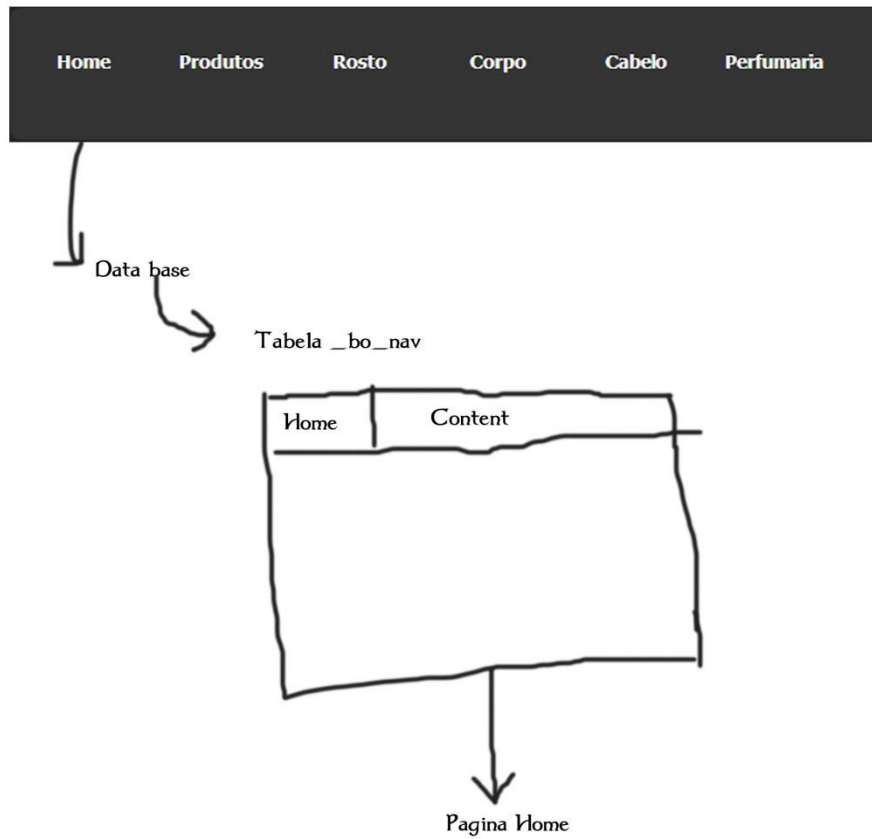 Home Produtos Rosto Corpo Cabelo Perfumaria
Data base
Tabela _bo_nav
Home Content
Pagina Home